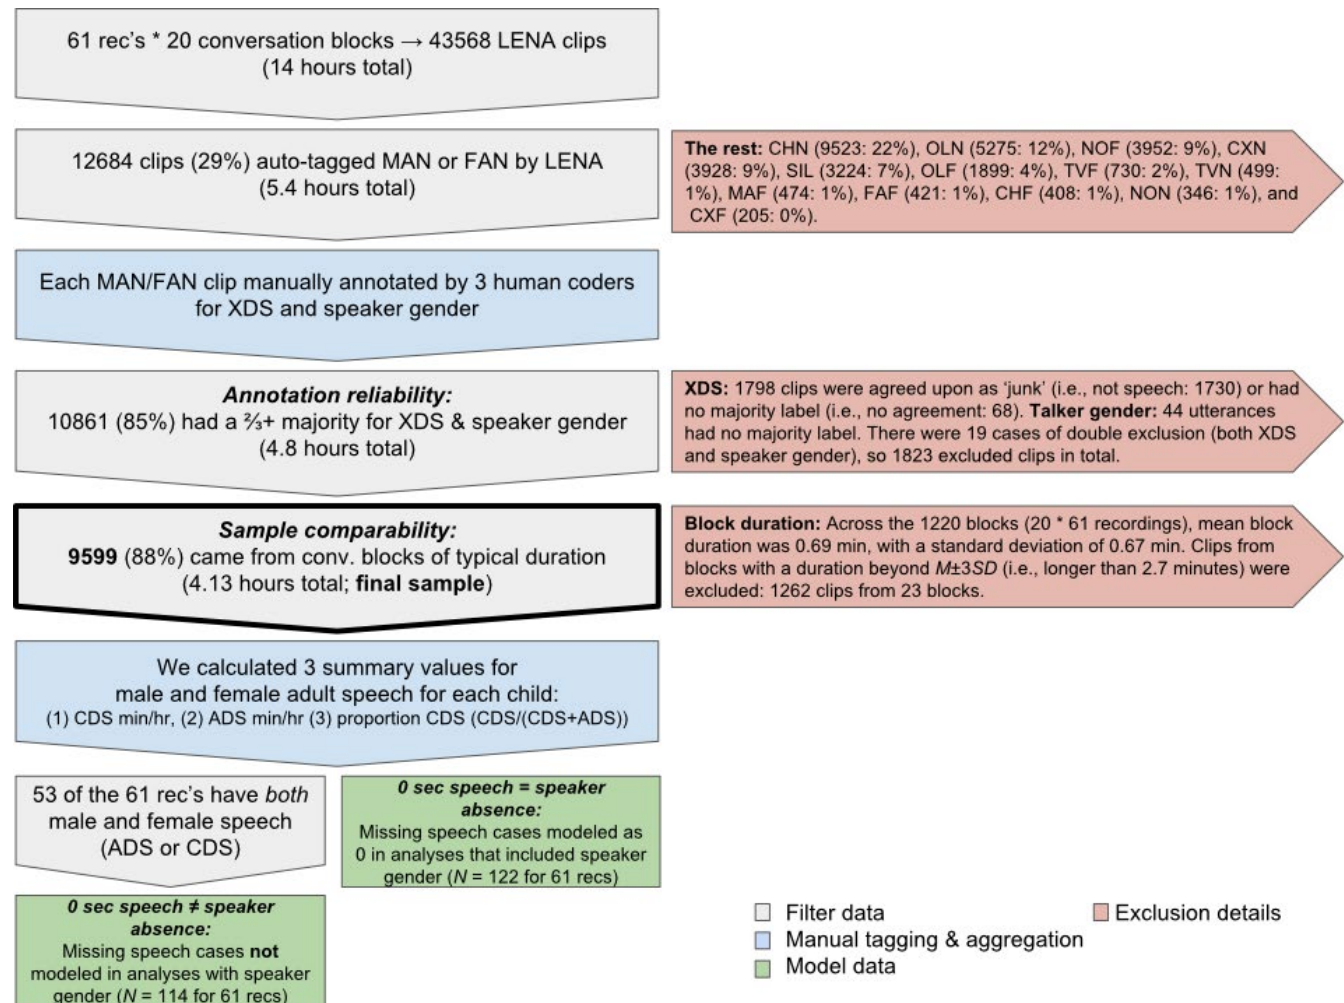 61 rec's * 20 conversation blocks → 43568 LENA clips
(14 hours total)
12684 clips (29%) auto-tagged MAN or FAN by LENA
(5.4 hours total)
The rest: CHN (9523: 22%), OLN (5275: 12%), NOF (3952: 9%), CXN
(3928: 9%), SIL (3224: 7%), OLF (1899: 4%), TVF (730: 2%), TVN (499:
1%), MAF (474: 1%), FAF (421: 1%), CHF (408: 1%), NON (346: 1%), and
CXF (205: 0%).
Each MAN/FAN clip manually annotated by 3 human coders
for XDS and speaker gender
Annotation reliability:
10861 (85%) had a ⅔+ majority for XDS & speaker gender
(4.8 hours total)
XDS: 1798 clips were agreed upon as 'junk' (i.e., not speech: 1730) or had
no majority label (i.e., no agreement: 68). Talker gender: 44 utterances
had no majority label. There were 19 cases of double exclusion (both XDS
and speaker gender), so 1823 excluded clips in total.
Sample comparability:
9599 (88%) came from conv. blocks of typical duration
(4.13 hours total; final sample)
Block duration: Across the 1220 blocks (20 * 61 recordings), mean block
duration was 0.69 min, with a standard deviation of 0.67 min. Clips from
blocks with a duration beyond M±3SD (i.e., longer than 2.7 minutes) were
excluded: 1262 clips from 23 blocks.
We calculated 3 summary values for
male and female adult speech for each child:
(1) CDS min/hr, (2) ADS min/hr (3) proportion CDS (CDS/(CDS+ADS))
53 of the 61 rec's have both
male and female speech
(ADS or CDS)
0 sec speech = speaker
absence:
Missing speech cases modeled as
0 in analyses that included speaker
gender (N = 122 for 61 recs)
0 sec speech ≠ speaker
absence:
Missing speech cases not
modeled in analyses with speaker
gender (N = 114 for 61 recs)
Filter data
Manual tagging & aggregation
Model data
Exclusion details